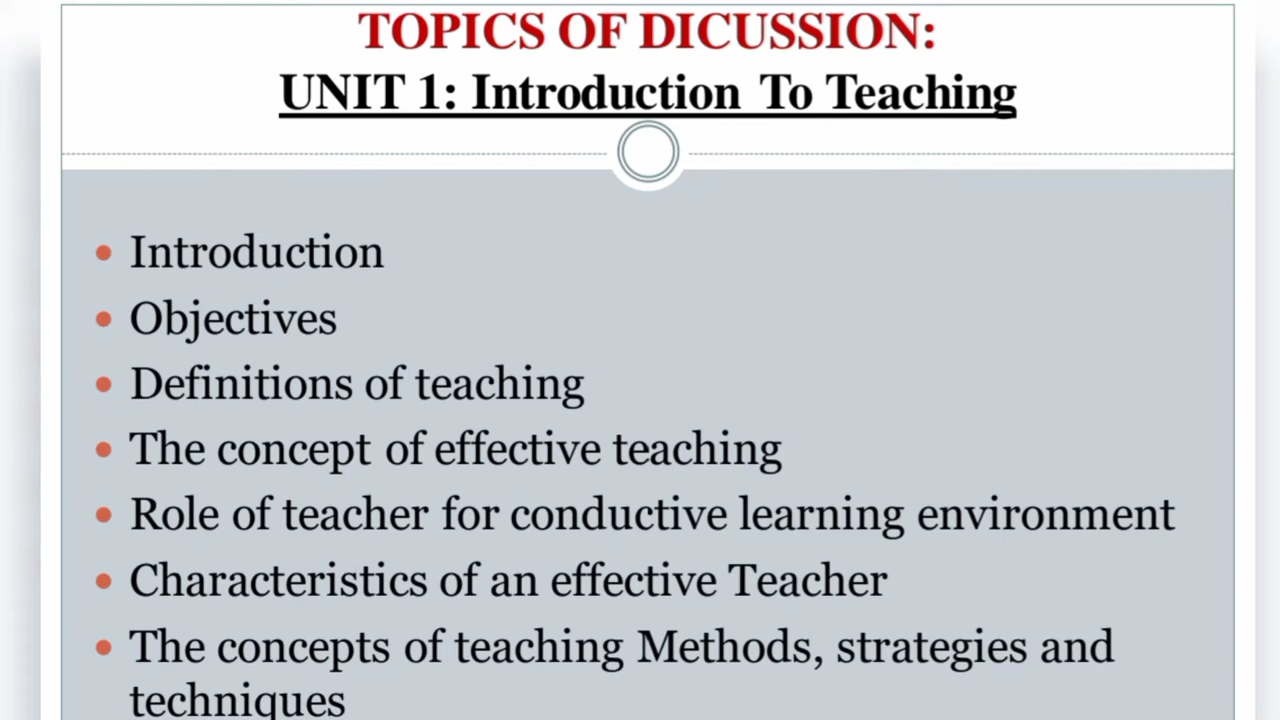 TOPICS OF DICUSSION:
UNIT 1: Introduction To Teaching
• Introduction
• Objectives
• Definitions of teaching
• The concept of effective teaching
• Role of teacher for conductive learning environment
• Characteristics of an effective Teacher
• The concepts of teaching Methods, strategies and
techniques